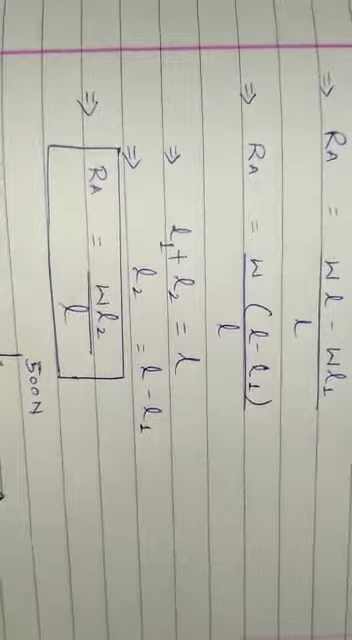 ⇒ RA = Wl - Wl1 / l
⇒ RA = W(l - l1) / l
⇒ l1 + l2 = l
⇒ l2 = l - l1
⇒ RA = Wl2 / l
500N